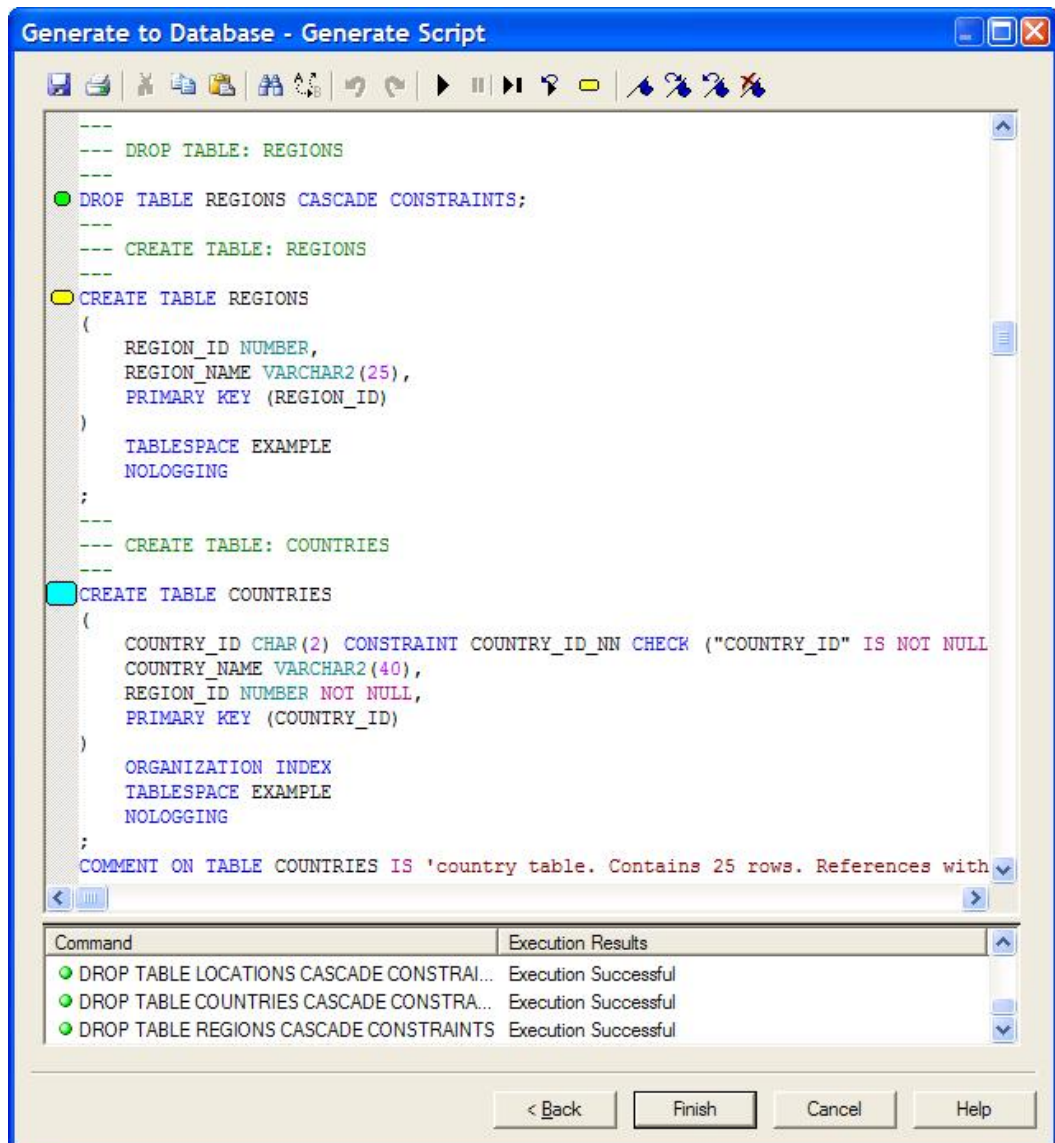 Generate to Database - Generate Script
---
--- DROP TABLE: REGIONS
---
DROP TABLE REGIONS CASCADE CONSTRAINTS;
---
--- CREATE TABLE: REGIONS
---
CREATE TABLE REGIONS
(
REGION_ID NUMBER,
REGION_NAME VARCHAR2(25),
PRIMARY KEY (REGION_ID)
)
TABLESPACE EXAMPLE
NOLOGGING
;
---
--- CREATE TABLE: COUNTRIES
---
CREATE TABLE COUNTRIES
(
COUNTRY_ID CHAR(2) CONSTRAINT COUNTRY_ID_NN CHECK ("COUNTRY_ID" IS NOT NULL
COUNTRY_NAME VARCHAR2(40),
REGION_ID NUMBER NOT NULL,
PRIMARY KEY (COUNTRY_ID)
)
ORGANIZATION INDEX
TABLESPACE EXAMPLE
NOLOGGING
;
COMMENT ON TABLE COUNTRIES IS 'country table. Contains 25 rows. References with
Command Execution Results
DROP TABLE LOCATIONS CASCADE CONSTRAI... Execution Successful
DROP TABLE COUNTRIES CASCADE CONSTRA... Execution Successful
DROP TABLE REGIONS CASCADE CONSTRAINTS Execution Successful
< Back Finish Cancel Help